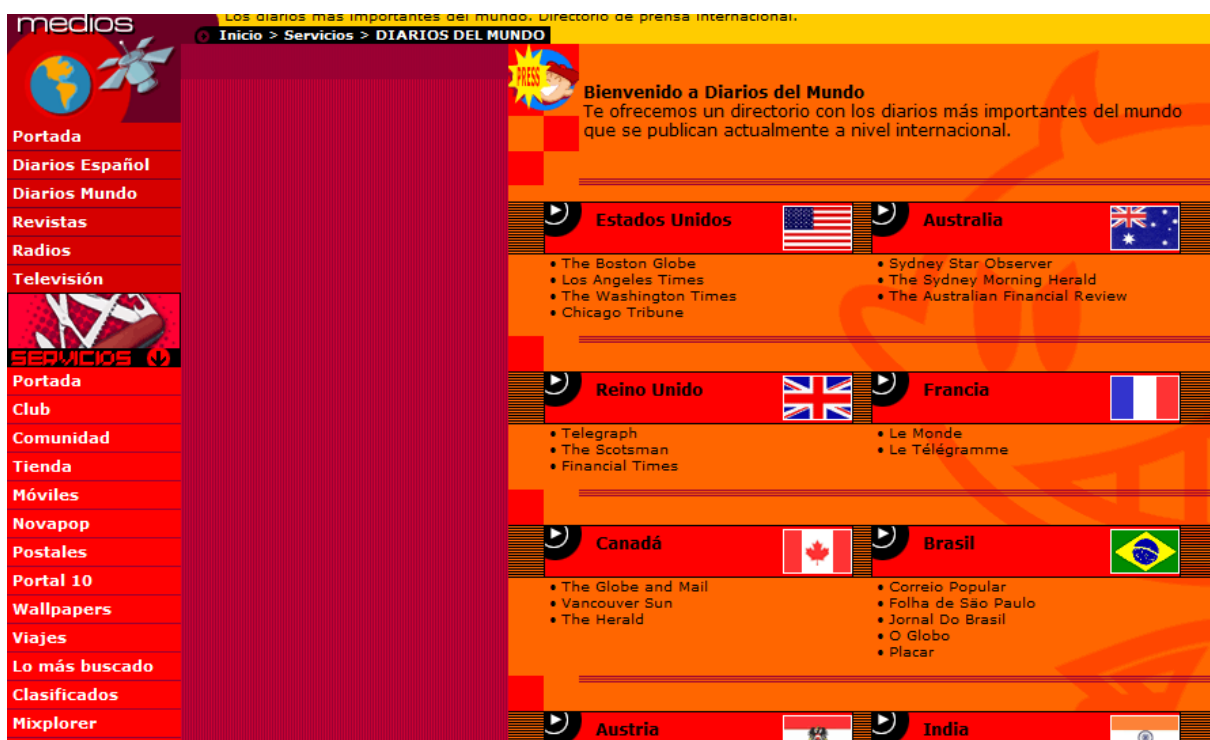 medios
Los diarios más importantes del mundo. Directorio de prensa internacional.
Inicio > Servicios > DIARIOS DEL MUNDO
Portada
Diarios Español
Diarios Mundo
Revistas
Radios
Televisión
SERVICIOS
Portada
Club
Comunidad
Tienda
Móviles
Novapop
Postales
Portal 10
Wallpapers
Viajes
Lo más buscado
Clasificados
Mixplorer
PRESS
Bienvenido a Diarios del Mundo
Te ofrecemos un directorio con los diarios más importantes del mundo
que se publican actualmente a nivel internacional.
Estados Unidos
• The Boston Globe
• Los Angeles Times
• The Washington Times
• Chicago Tribune
Australia
• Sydney Star Observer
• The Sydney Morning Herald
• The Australian Financial Review
Reino Unido
• Telegraph
• The Scotsman
• Financial Times
Francia
• Le Monde
• Le Télégramme
Canadá
• The Globe and Mail
• Vancouver Sun
• The Herald
Brasil
• Correio Popular
• Folha de São Paulo
• Jornal Do Brasil
• O Globo
• Placar
Austria
India